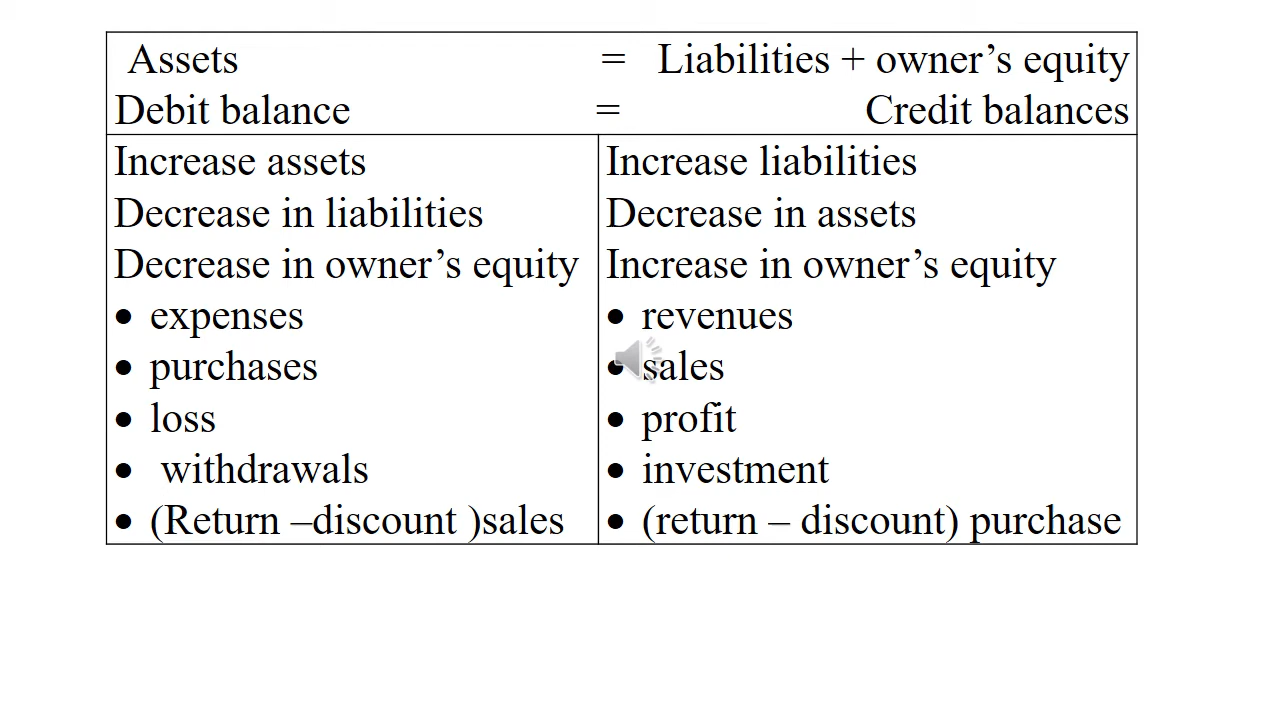 Assets = Liabilities + owner’s equity
Debit balance = Credit balances
Increase assets
Decrease in liabilities
Decrease in owner’s equity
• expenses
• purchases
• loss
• withdrawals
• (Return –discount )sales
Increase liabilities
Decrease in assets
Increase in owner’s equity
• revenues
• sales
• profit
• investment
• (return – discount) purchase